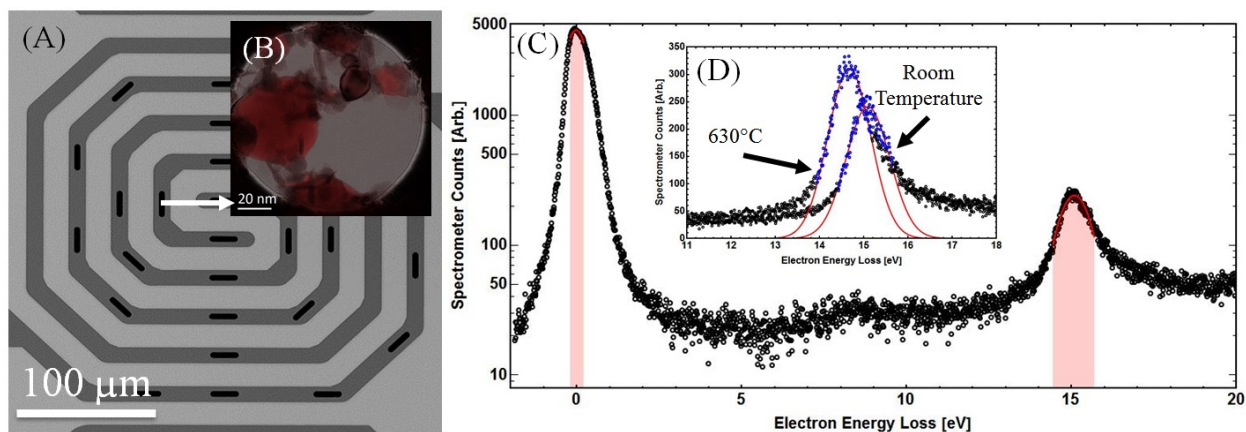 (A)
(B)
20 nm
100 µm
(C)
Spectrometer Counts [Arb.]
5000
1000
500
100
50
10
0
5
10
15
20
Electron Energy Loss [eV]
(D)
Spectrometer Counts [Arb.]
350
300
250
200
150
100
50
0
11
12
13
14
15
16
17
18
Electron Energy Loss [eV]
630°C
Room
Temperature